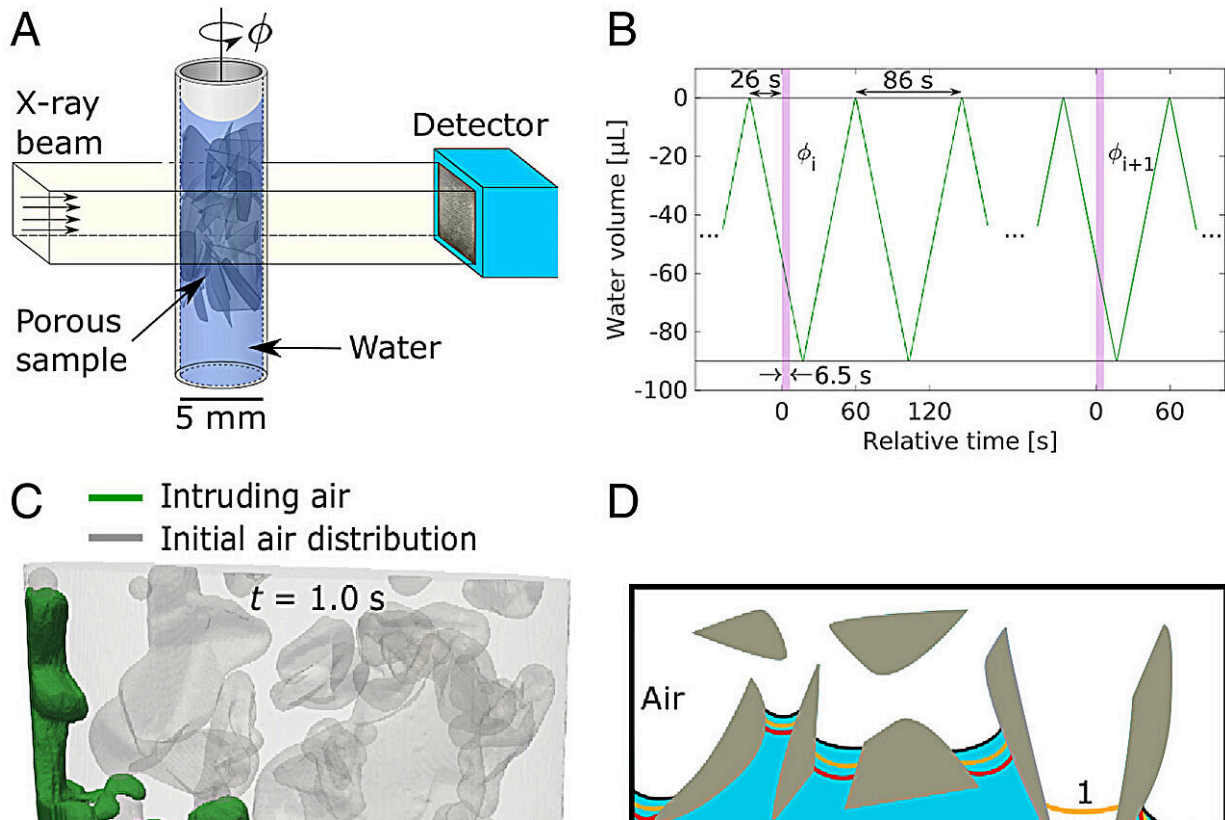 A
ϕ
X-ray
beam
Detector
Porous
sample
Water
5 mm
B
26 s
86 s
0
-20
-40
-60
-80
-100
Water volume [µL]
ϕi
ϕi+1
...
...
...
6.5 s
0
60
120
0
60
Relative time [s]
C
Intruding air
Initial air distribution
t = 1.0 s
D
Air
1